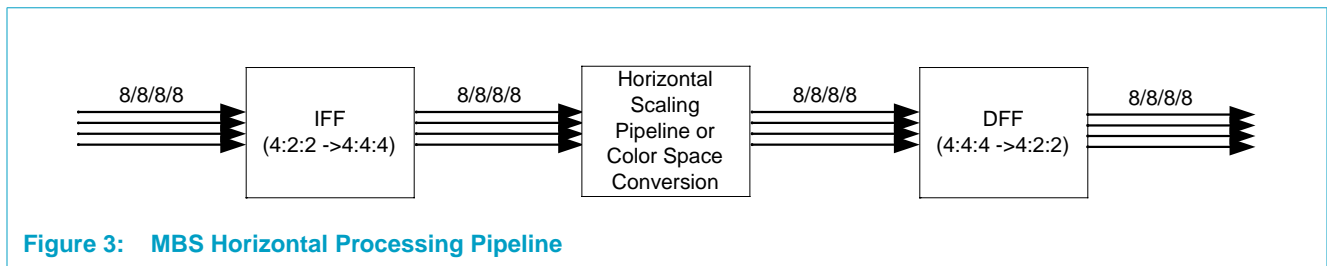 8/8/8/8
IFF
(4:2:2 ->4:4:4)
8/8/8/8
Horizontal
Scaling
Pipeline or
Color Space
Conversion
8/8/8/8
DFF
(4:4:4 ->4:2:2)
8/8/8/8
Figure 3: MBS Horizontal Processing Pipeline